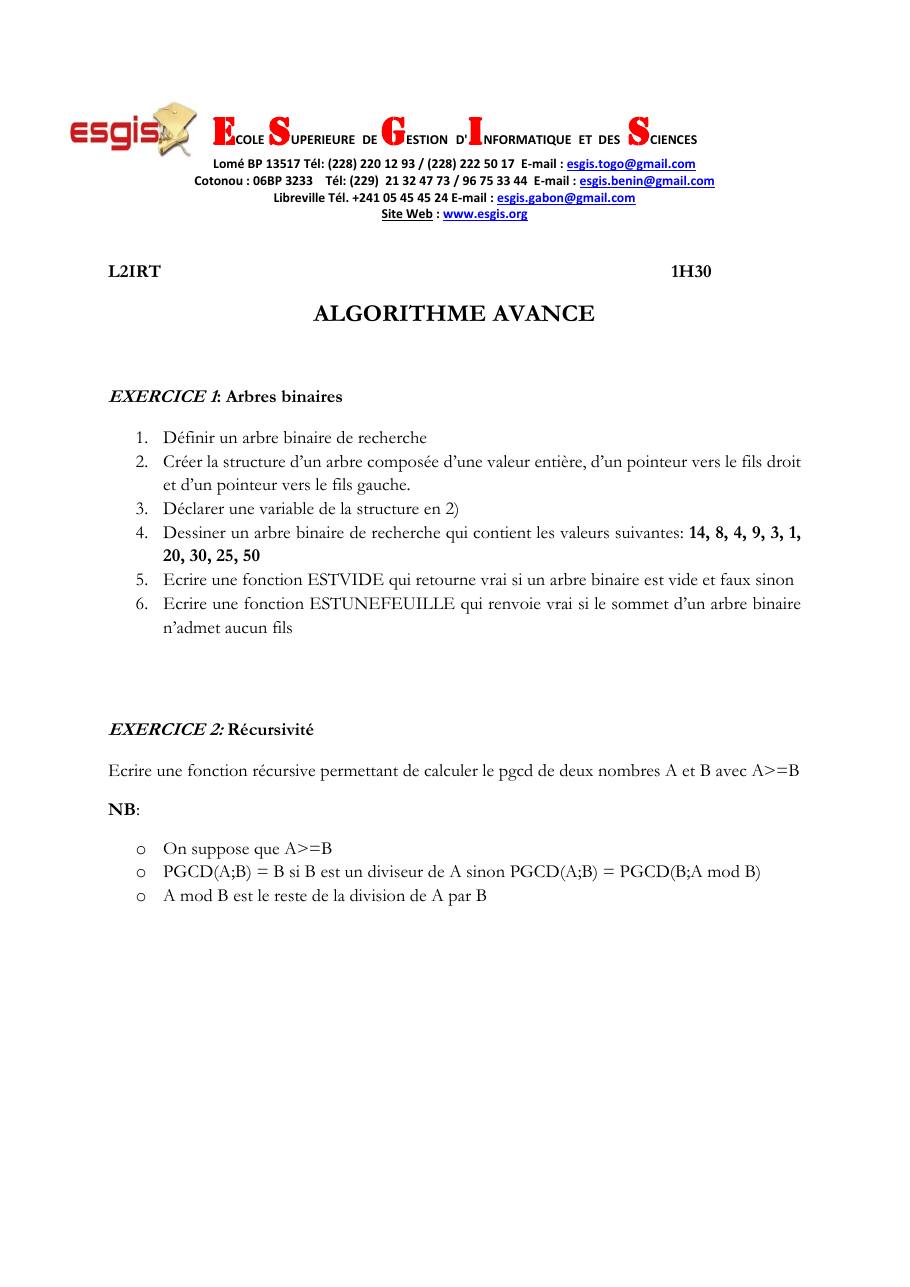 esgis
ECOLE SUPERIEURE DE GESTION D'INFORMATIQUE ET DES SCIENCES
Lomé BP 13517 Tél: (228) 220 12 93 / (228) 222 50 17 E-mail : esgis.togo@gmail.com
Cotonou : 06BP 3233 Tél: (229) 21 32 47 73 / 96 75 33 44 E-mail : esgis.benin@gmail.com
Libreville Tél. +241 05 45 45 24 E-mail : esgis.gabon@gmail.com
Site Web : www.esgis.org
L2IRT 1H30
ALGORITHME AVANCE
EXERCICE 1: Arbres binaires
1. Définir un arbre binaire de recherche
2. Créer la structure d'un arbre composée d'une valeur entière, d'un pointeur vers le fils droit
et d'un pointeur vers le fils gauche.
3. Déclarer une variable de la structure en 2)
4. Dessiner un arbre binaire de recherche qui contient les valeurs suivantes: 14, 8, 4, 9, 3, 1,
20, 30, 25, 50
5. Ecrire une fonction ESTVIDE qui retourne vrai si un arbre binaire est vide et faux sinon
6. Ecrire une fonction ESTUNEFEUILLE qui renvoie vrai si le sommet d'un arbre binaire
n'admet aucun fils
EXERCICE 2: Récursivité
Ecrire une fonction récursive permettant de calculer le pgcd de deux nombres A et B avec A>=B
NB:
o On suppose que A>=B
o PGCD(A;B) = B si B est un diviseur de A sinon PGCD(A;B) = PGCD(B;A mod B)
o A mod B est le reste de la division de A par B